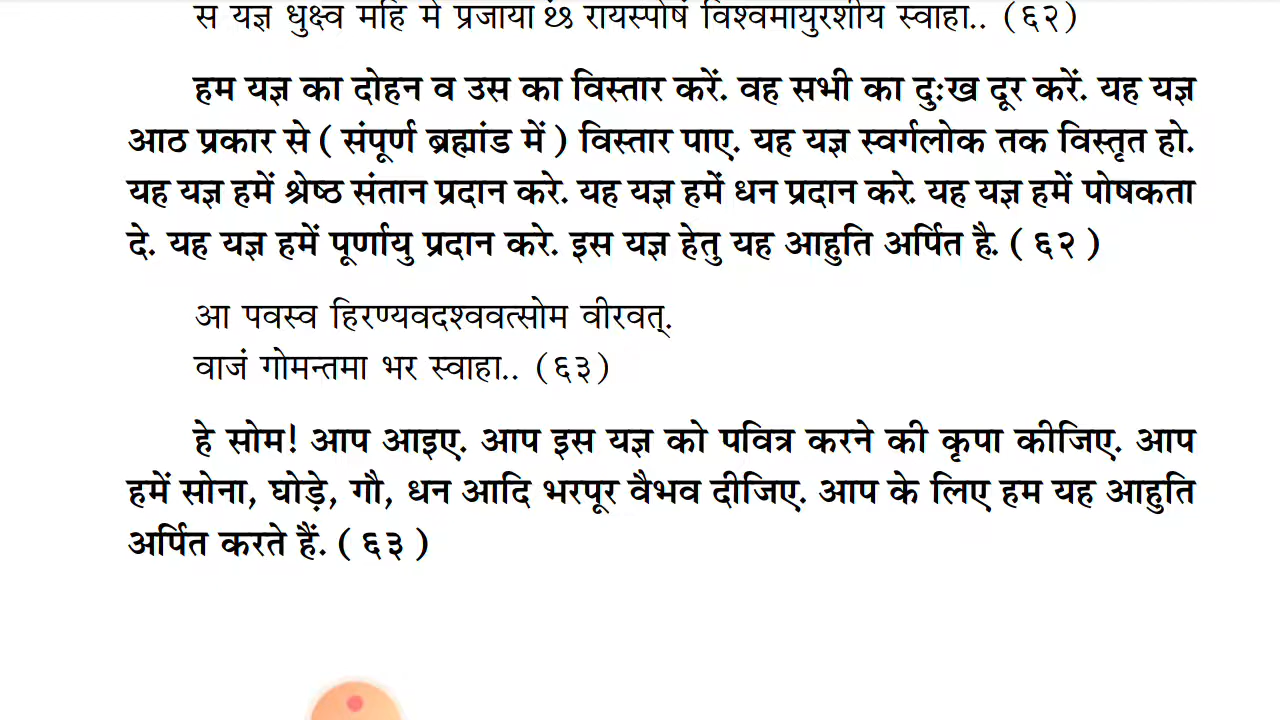 स यज्ञ धुक्ष्व महि मे प्रजाया ꣳ रायस्पोषं विश्वमायुरशीय स्वाहा.. (६२)
हम यज्ञ का दोहन व उस का विस्तार करें. वह सभी का दुःख दूर करें. यह यज्ञ
आठ प्रकार से ( संपूर्ण ब्रह्मांड में ) विस्तार पाए. यह यज्ञ स्वर्गलोक तक विस्तृत हो.
यह यज्ञ हमें श्रेष्ठ संतान प्रदान करे. यह यज्ञ हमें धन प्रदान करे. यह यज्ञ हमें पोषकता
दे. यह यज्ञ हमें पूर्णायु प्रदान करे. इस यज्ञ हेतु यह आहुति अर्पित है. ( ६२ )
आ पवस्व हिरण्यवदश्ववत्सोम वीरवत्.
वाजं गोमन्तमा भर स्वाहा.. (६३)
हे सोम! आप आइए. आप इस यज्ञ को पवित्र करने की कृपा कीजिए. आप
हमें सोना, घोड़े, गौ, धन आदि भरपूर वैभव दीजिए. आप के लिए हम यह आहुति
अर्पित करते हैं. ( ६३ )